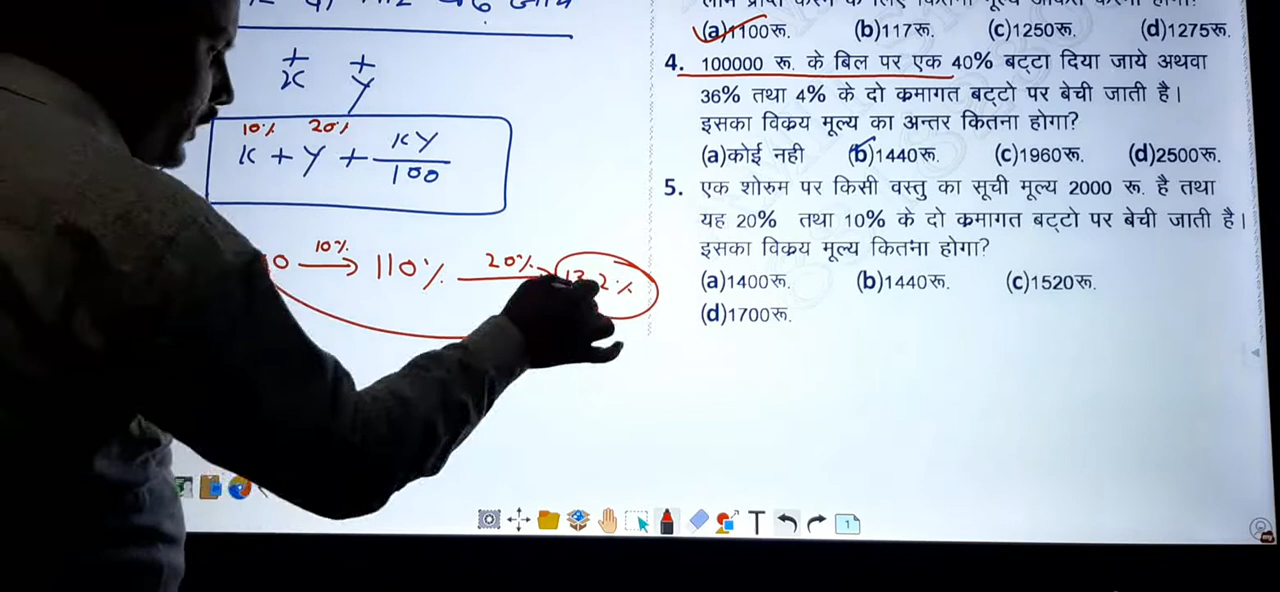 + +
x y
10% 20%
x + y + xy/100
10% 20%
110% 132%
(a)1100रू. (b)117रू. (c)1250रू. (d)1275रू.
4. 100000 रू. के बिल पर एक 40% बट्टा दिया जाये अथवा
36% तथा 4% के दो क्रमागत बट्टो पर बेची जाती है।
इसका विक्रय मूल्य का अन्तर कितना होगा?
(a)कोई नही (b)1440रू. (c)1960रू. (d)2500रू.
5. एक शोरुम पर किसी वस्तु का सूची मूल्य 2000 रू. है तथा
यह 20% तथा 10% के दो क्रमागत बट्टो पर बेची जाती है।
इसका विक्रय मूल्य कितना होगा?
(a)1400रू. (b)1440रू. (c)1520रू.
(d)1700रू.
T 1